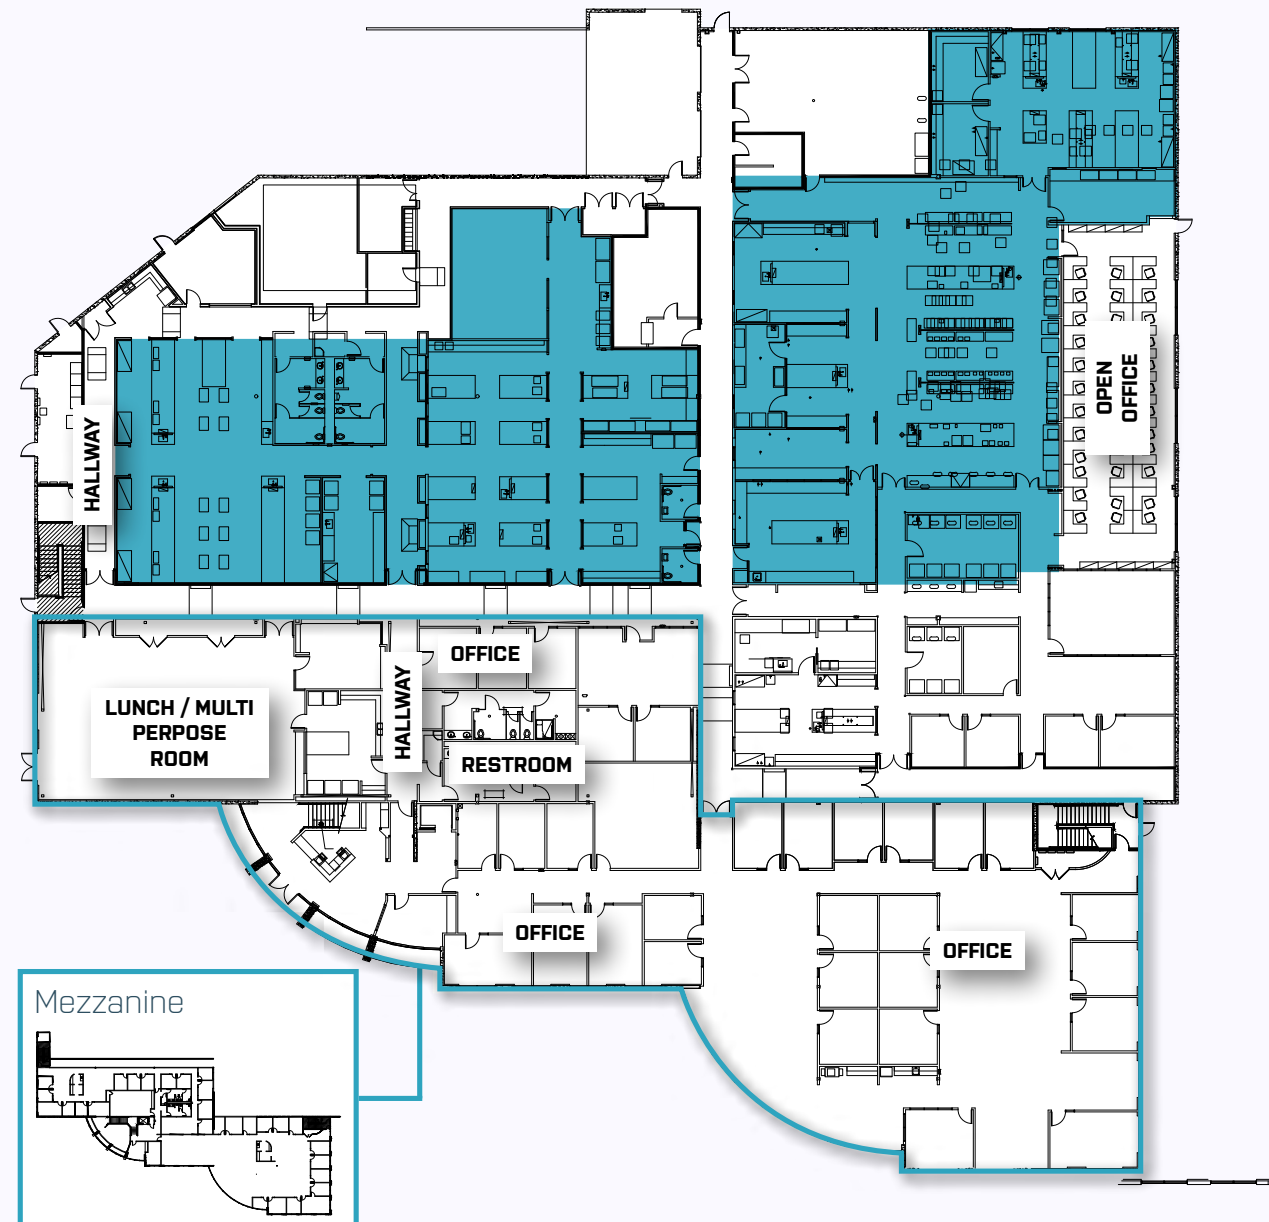 OPEN
OFFICE
HALLWAY
OFFICE
HALLWAY
LUNCH / MULTI
PERPOSE
ROOM
RESTROOM
OFFICE
OFFICE
Mezzanine